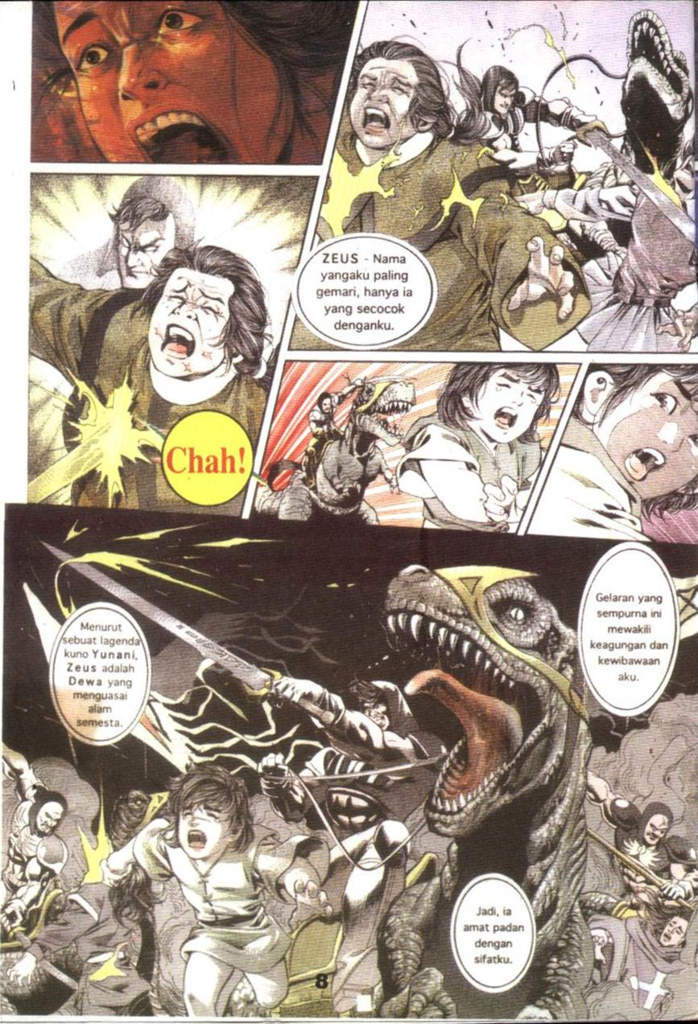 ZEUS - Nama
yangaku paling
gemari, hanya ia
yang secocok
denganku.
Chah!
Menurut
sebuat lagenda
kuno Yunani,
Zeus adalah
Dewa yang
menguasai
alam
semesta.
Gelaran yang
sempurna ini
mewakili
keagungan dan
kewibawaan
aku.
Jadi, ia
amat padan
dengan
sifatku.
8